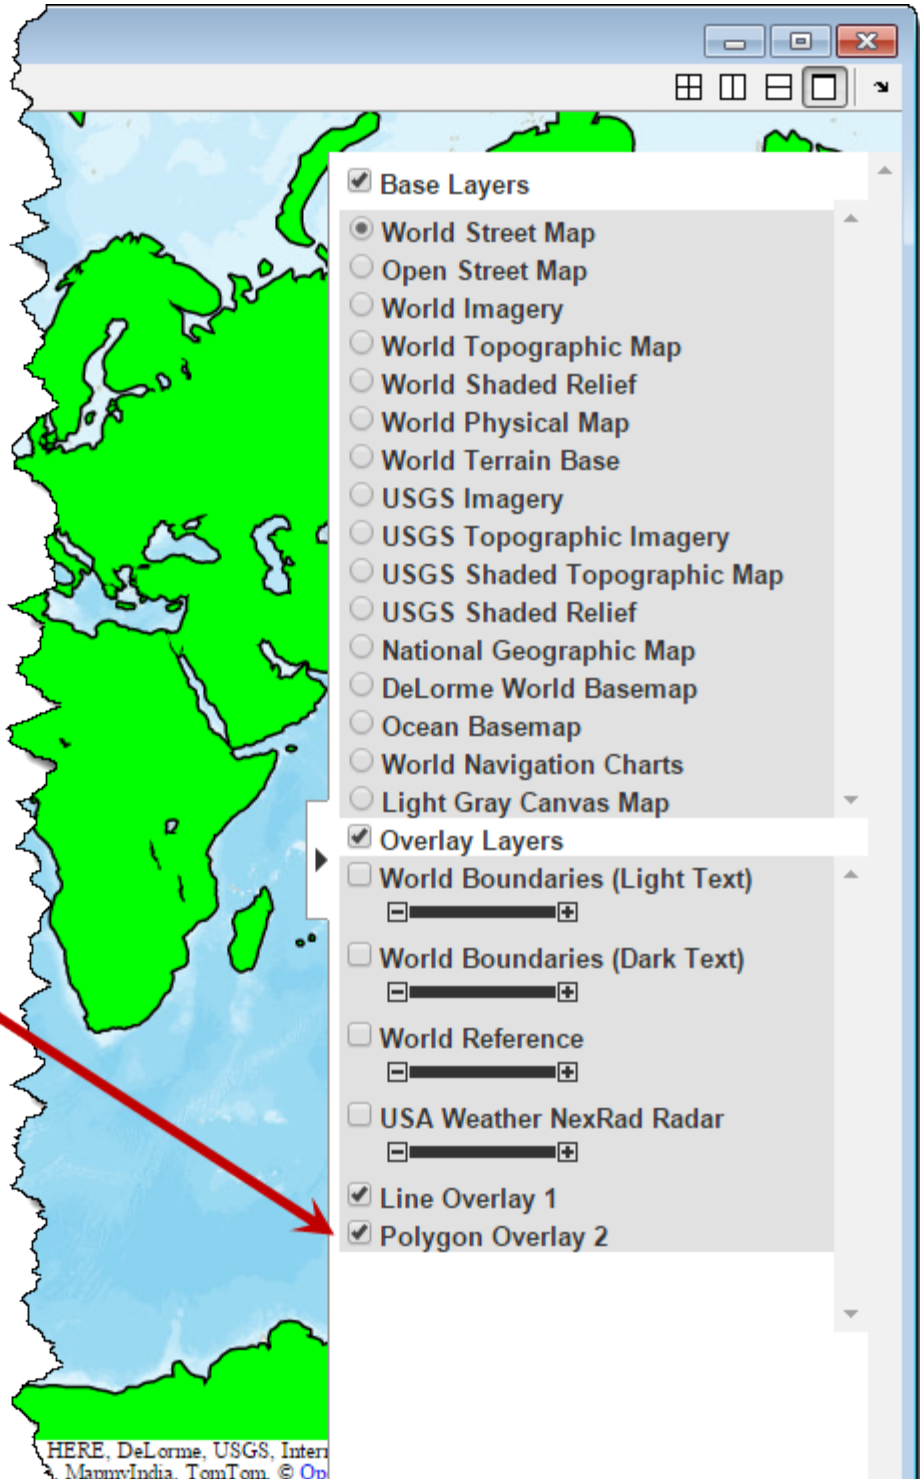 Base Layers
World Street Map
Open Street Map
World Imagery
World Topographic Map
World Shaded Relief
World Physical Map
World Terrain Base
USGS Imagery
USGS Topographic Imagery
USGS Shaded Topographic Map
USGS Shaded Relief
National Geographic Map
DeLorme World Basemap
Ocean Basemap
World Navigation Charts
Light Gray Canvas Map
Overlay Layers
World Boundaries (Light Text)
World Boundaries (Dark Text)
World Reference
USA Weather NexRad Radar
Line Overlay 1
Polygon Overlay 2
HERE, DeLorme, USGS, Intern
, MapmyIndia, TomTom, © Op